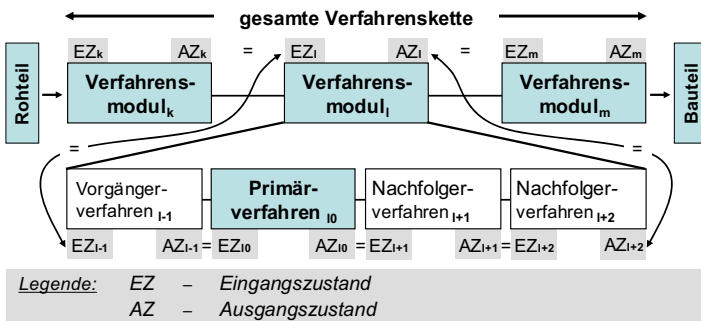 gesamte Verfahrenskette
EZk AZk = EZl AZl = EZm AZm
Rohteil
Verfahrens-
modulk
Verfahrens-
modull
Verfahrens-
modulm
Bauteil
= =
Vorgänger-
verfahren l-1
Primär-
verfahren l0
Nachfolger-
verfahren l+1
Nachfolger-
verfahren l+2
EZl-1 AZl-1 = EZl0 AZl0 = EZl+1 AZl+1 = EZl+2 AZl+2
Legende: EZ – Eingangszustand
AZ – Ausgangszustand